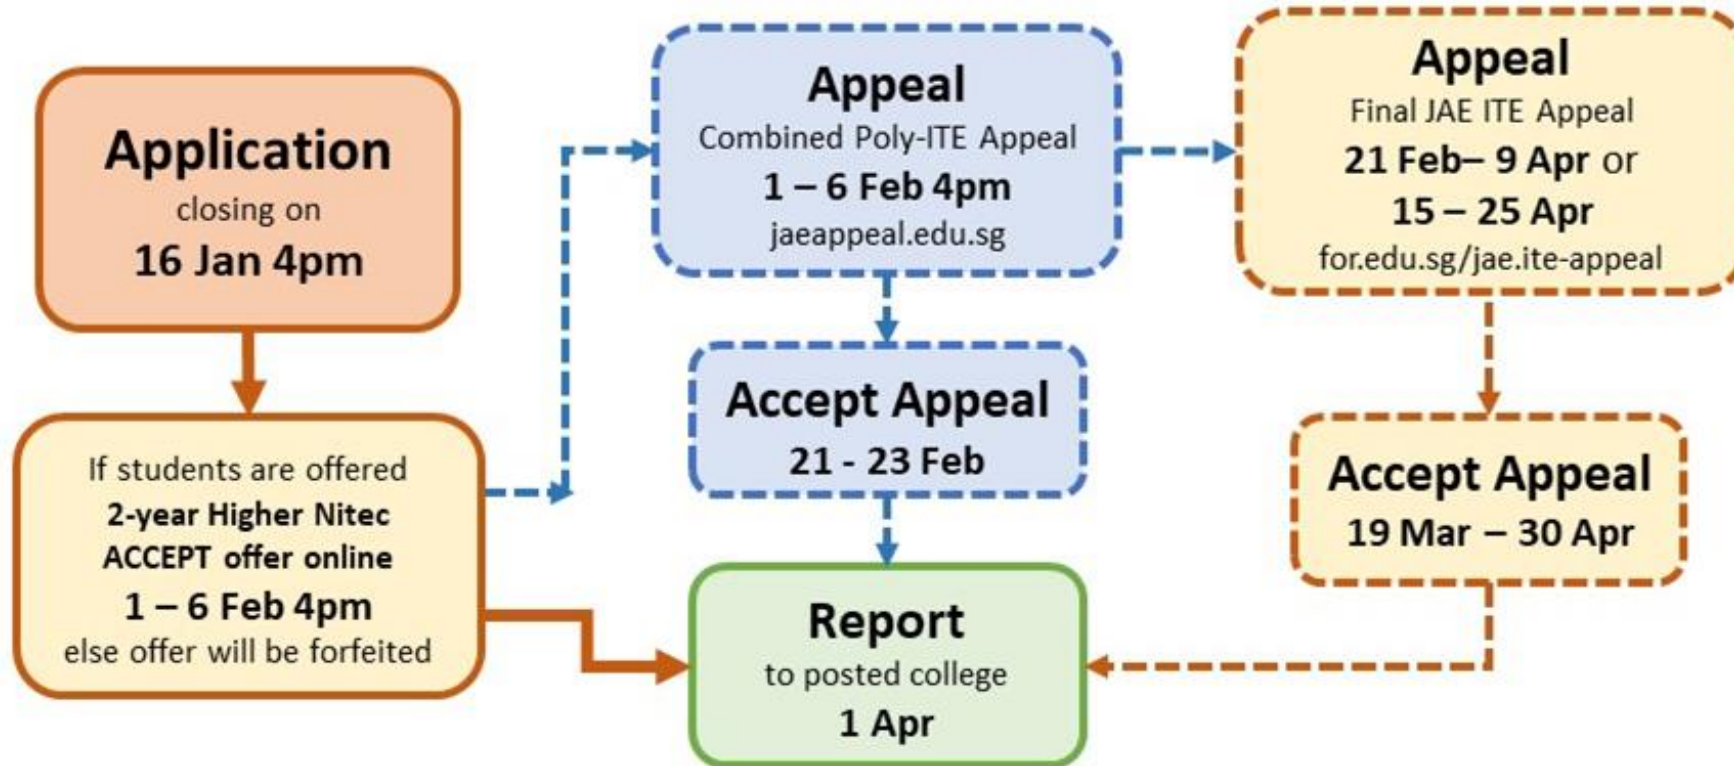 Application
closing on
16 Jan 4pm
If students are offered
2-year Higher Nitec
ACCEPT offer online
1 – 6 Feb 4pm
else offer will be forfeited
Appeal
Combined Poly-ITE Appeal
1 – 6 Feb 4pm
jaeappeal.edu.sg
Accept Appeal
21 - 23 Feb
Report
to posted college
1 Apr
Appeal
Final JAE ITE Appeal
21 Feb– 9 Apr or
15 – 25 Apr
for.edu.sg/jae.ite-appeal
Accept Appeal
19 Mar – 30 Apr